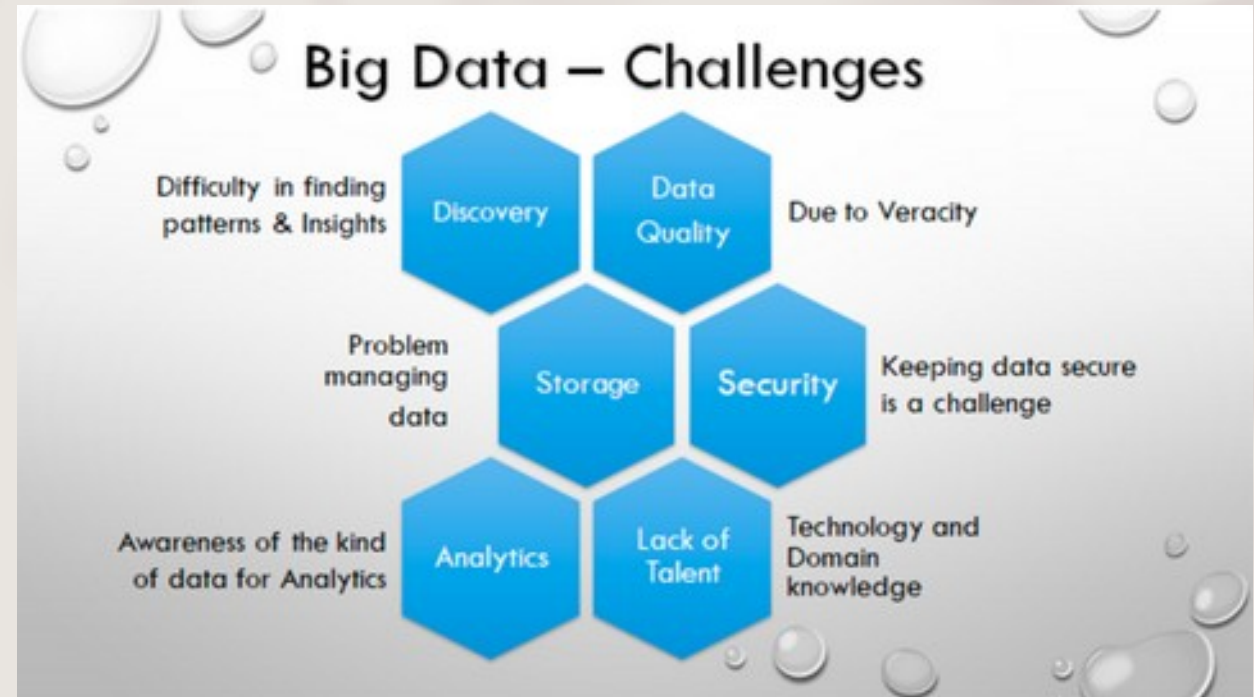 Big Data – Challenges
Difficulty in finding
patterns & Insights
Discovery
Data
Quality
Due to Veracity
Problem
managing
data
Storage
Security
Keeping data secure
is a challenge
Awareness of the kind
of data for Analytics
Analytics
Lack of
Talent
Technology and
Domain
knowledge